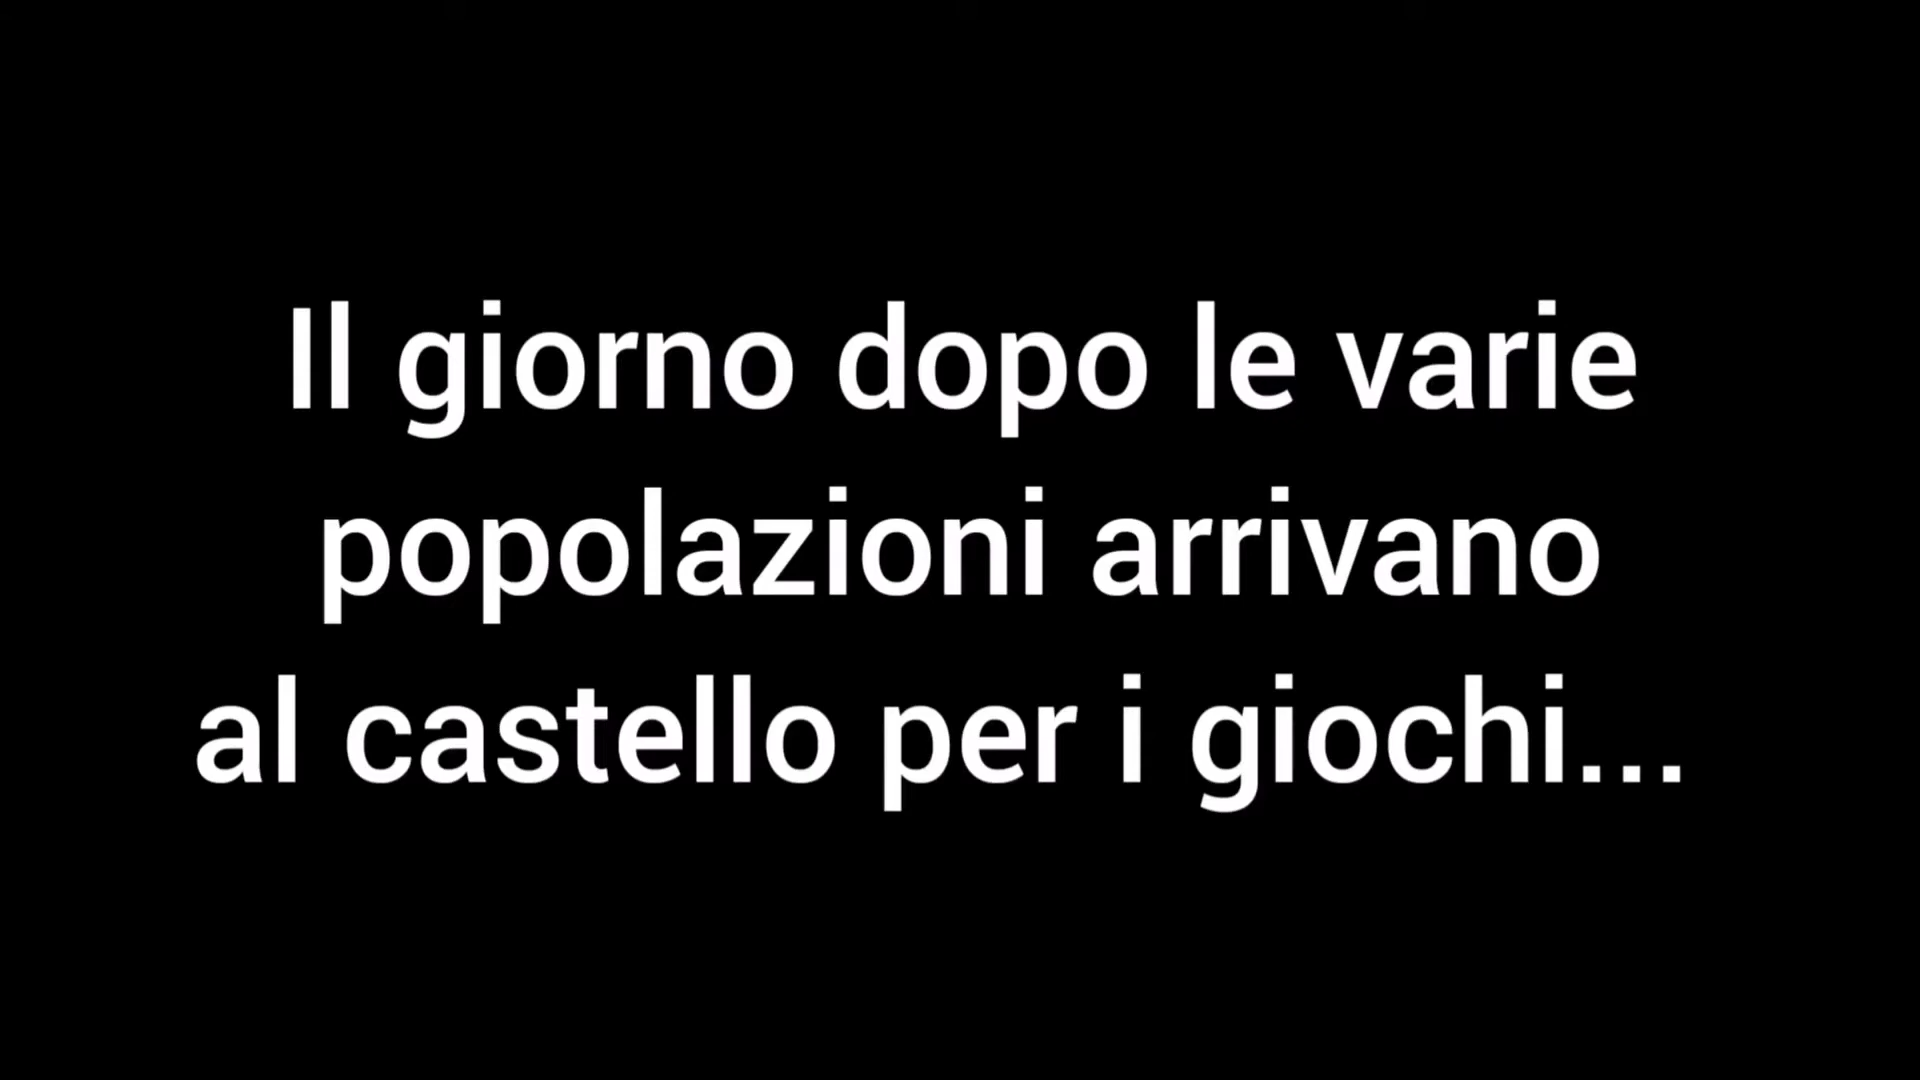 Il giorno dopo le varie
popolazioni arrivano
al castello per i giochi...